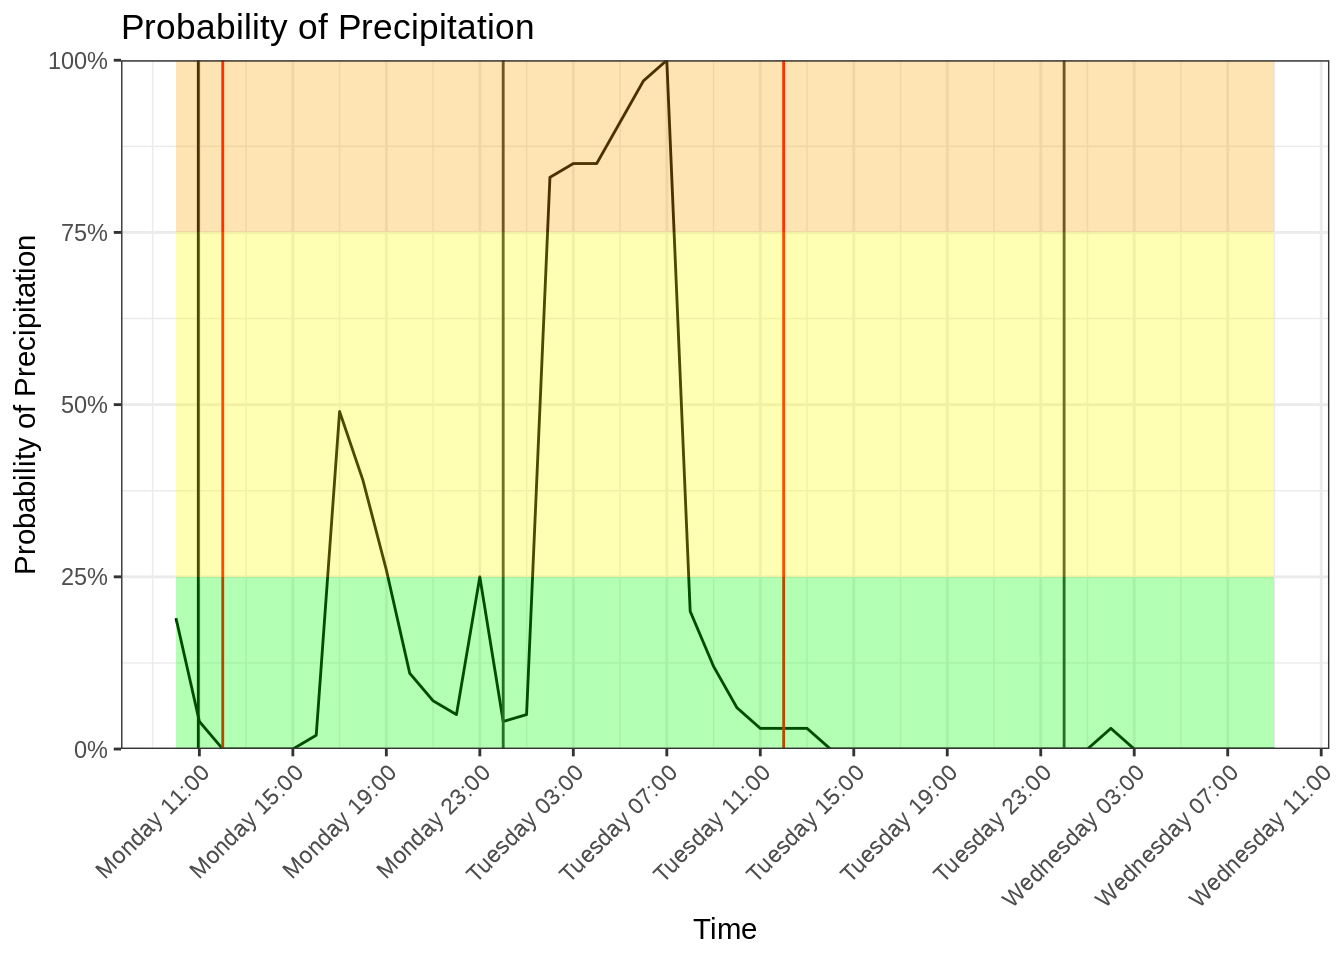 Probability of Precipitation
Probability of Precipitation
100%
75%
50%
25%
0%
Monday 11:00
Monday 15:00
Monday 19:00
Monday 23:00
Tuesday 03:00
Tuesday 07:00
Tuesday 11:00
Tuesday 15:00
Tuesday 19:00
Tuesday 23:00
Wednesday 03:00
Wednesday 07:00
Wednesday 11:00
Time